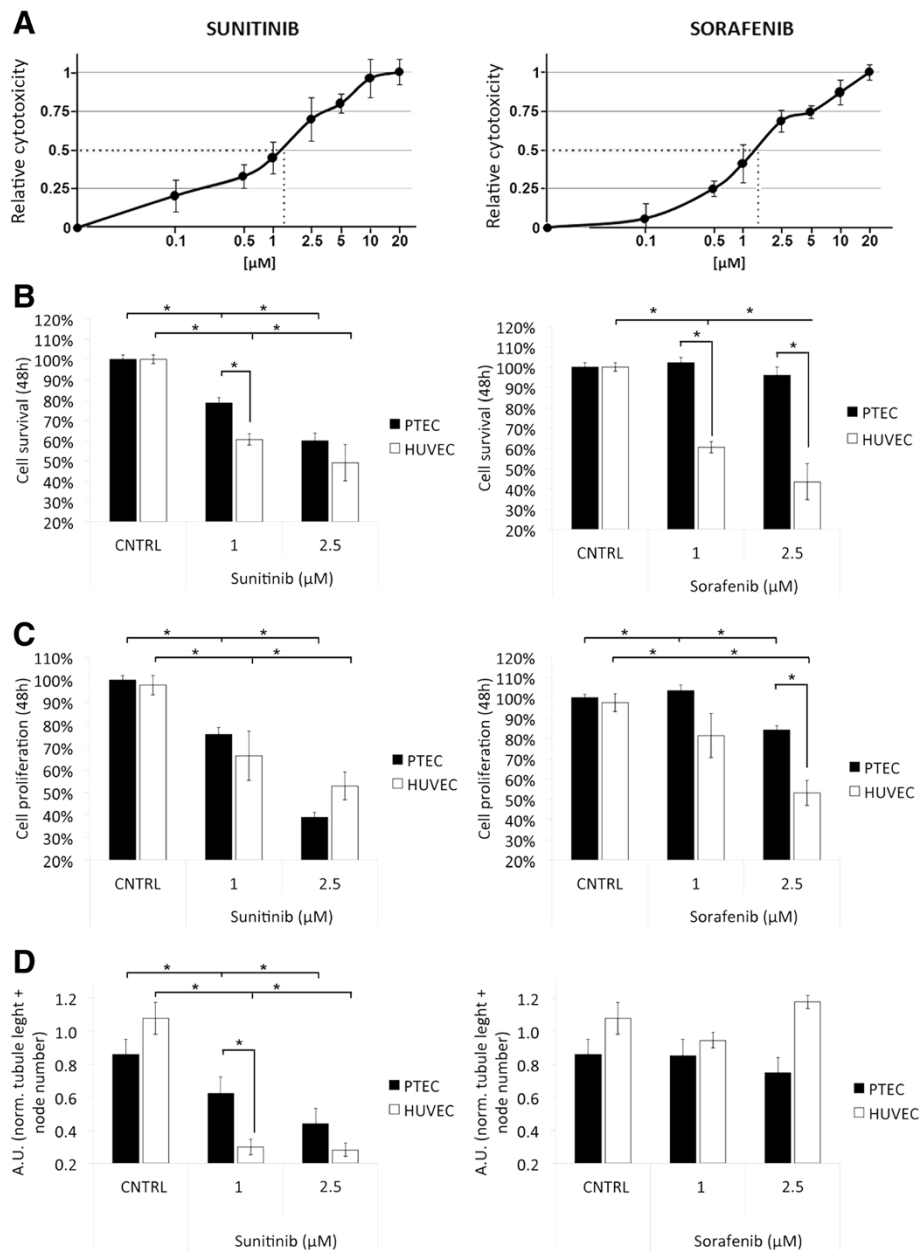 A
SUNITINIB
SORAFENIB
Relative cytotoxicity
1
0.75
0.5
0.25
0
0.1 0.5 1 2.5 5 10 20
[μM]
Relative cytotoxicity
1
0.75
0.5
0.25
0
0.1 0.5 1 2.5 5 10 20
[μM]
B
Cell survival (48h)
120%
110%
100%
90%
80%
70%
60%
50%
40%
30%
20%
* *
* *
*
CNTRL 1 2.5
Sunitinib (μM)
PTEC
HUVEC
Cell survival (48h)
120%
110%
100%
90%
80%
70%
60%
50%
40%
30%
20%
* *
* *
CNTRL 1 2.5
Sorafenib (μM)
PTEC
HUVEC
C
Cell proliferation (48h)
110%
100%
90%
80%
70%
60%
50%
40%
30%
20%
* *
* *
CNTRL 1 2.5
Sunitinib (μM)
PTEC
HUVEC
Cell proliferation (48h)
120%
110%
100%
90%
80%
70%
60%
50%
40%
30%
20%
* *
* *
*
CNTRL 1 2.5
Sorafenib (μM)
PTEC
HUVEC
D
A.U. (norm. tubule leght +
node number)
1.2
1.0
0.8
0.6
0.4
0.2
* *
* *
*
CNTRL 1 2.5
Sunitinib (μM)
PTEC
HUVEC
A.U. (norm. tubule leght +
node number)
1.2
1.0
0.8
0.6
0.4
0.2
CNTRL 1 2.5
Sorafenib (μM)
PTEC
HUVEC